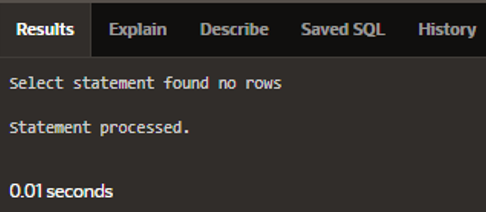 Results Explain Describe Saved SQL History
Select statement found no rows
Statement processed.
0.01 seconds